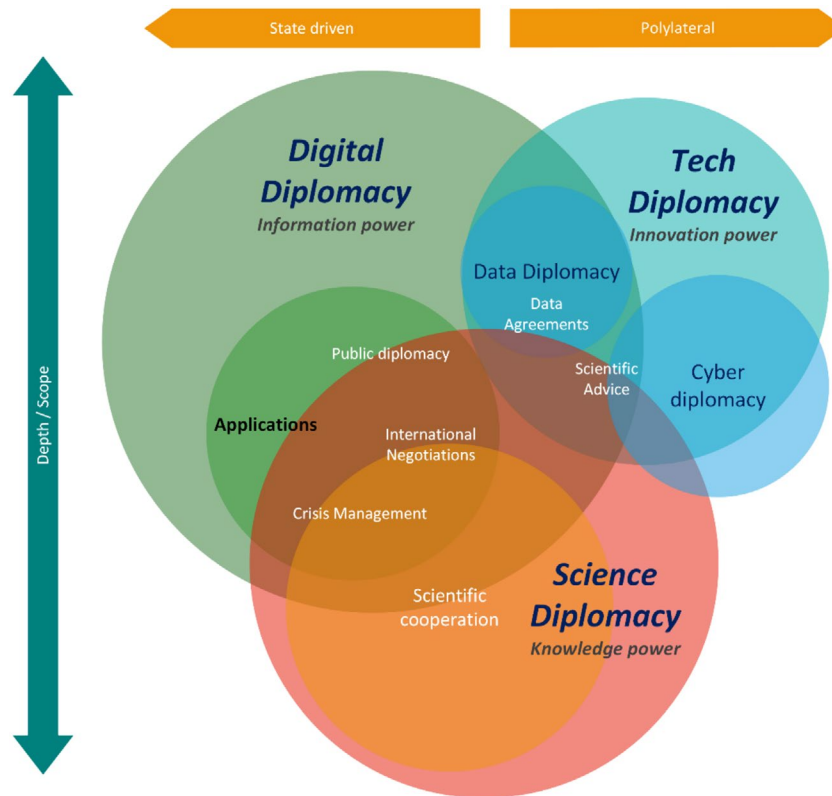 State driven
Polylateral
Depth / Scope
Digital
Diplomacy
Information power
Tech
Diplomacy
Innovation power
Data Diplomacy
Data
Agreements
Public diplomacy
Scientific
Advice
Cyber
diplomacy
Applications
International
Negotiations
Crisis Management
Scientific
cooperation
Science
Diplomacy
Knowledge power